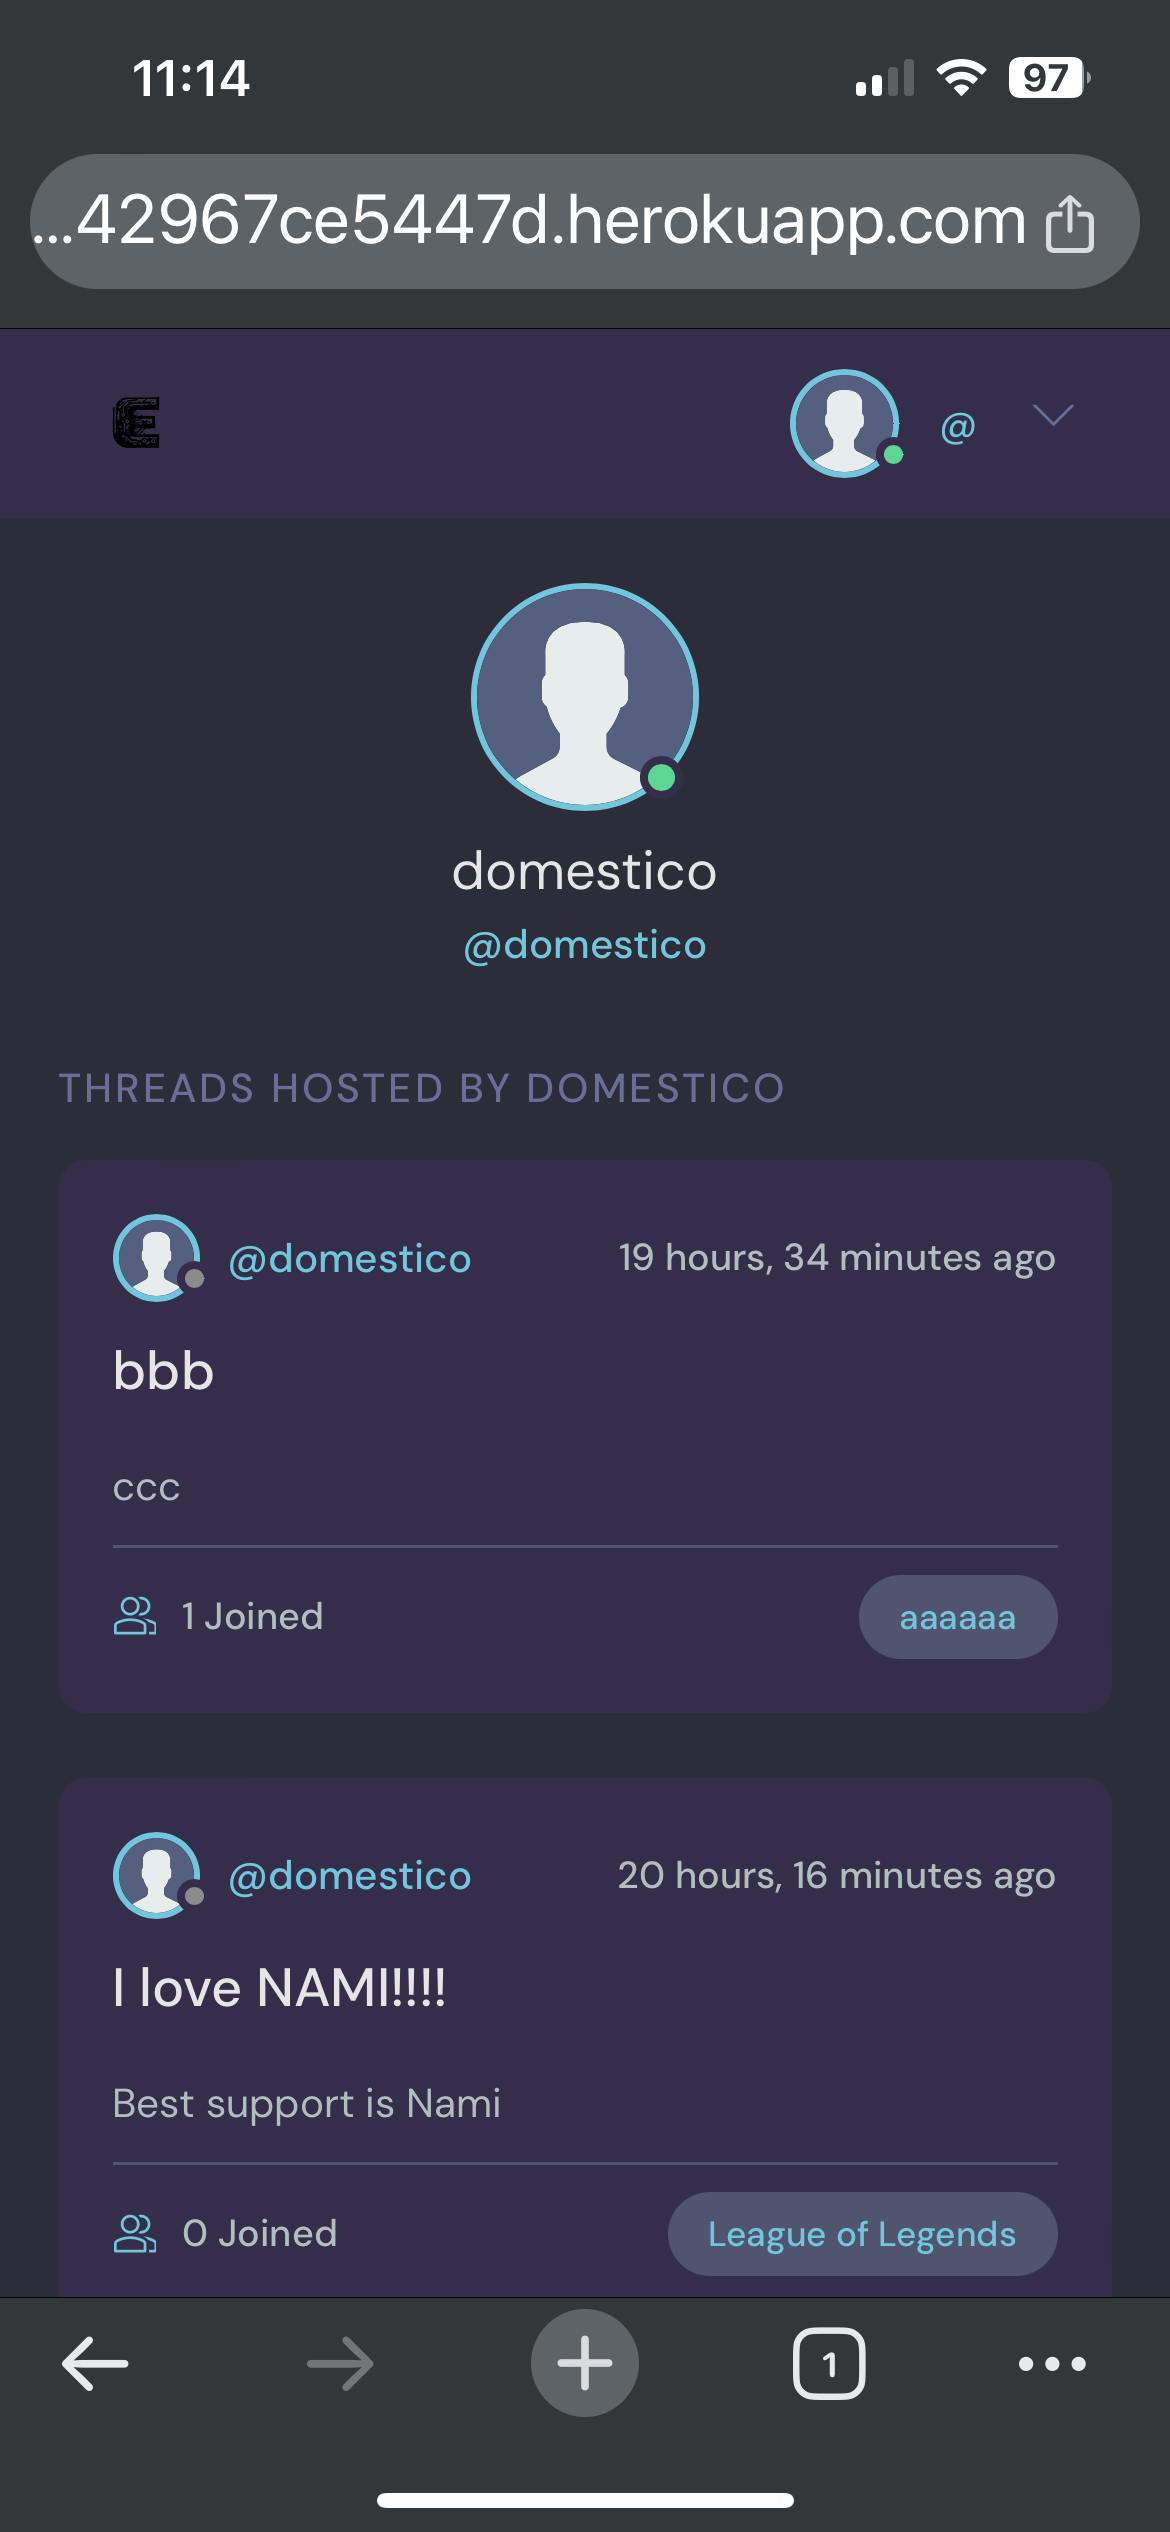 11:14
97
...42967ce5447d.herokuapp.com
E
@
domestico
@domestico
THREADS HOSTED BY DOMESTICO
@domestico 19 hours, 34 minutes ago
bbb
ccc
1 Joined aaaaaa
@domestico 20 hours, 16 minutes ago
I love NAMI!!!!
Best support is Nami
0 Joined League of Legends
1